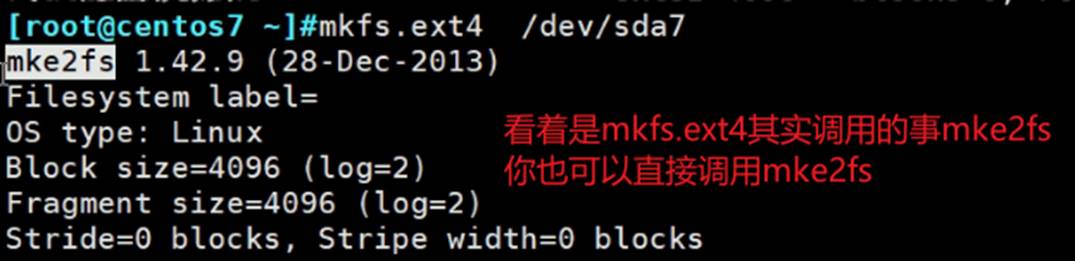 [root@centos7 ~]#mkfs.ext4  /dev/sda7
mke2fs 1.42.9 (28-Dec-2013)
Filesystem label=
OS type: Linux
看着是mkfs.ext4其实调用的事mke2fs
Block size=4096 (log=2)
你也可以直接调用mke2fs
Fragment size=4096 (log=2)
Stride=0 blocks, Stripe width=0 blocks